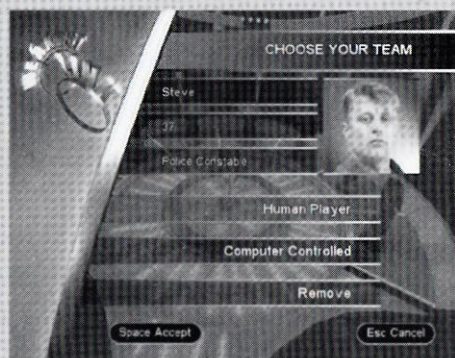 CHOOSE YOUR TEAM
Steve
37
Police Constable
Human Player
Computer Controlled
Remove
Space Accept
Esc Cancel